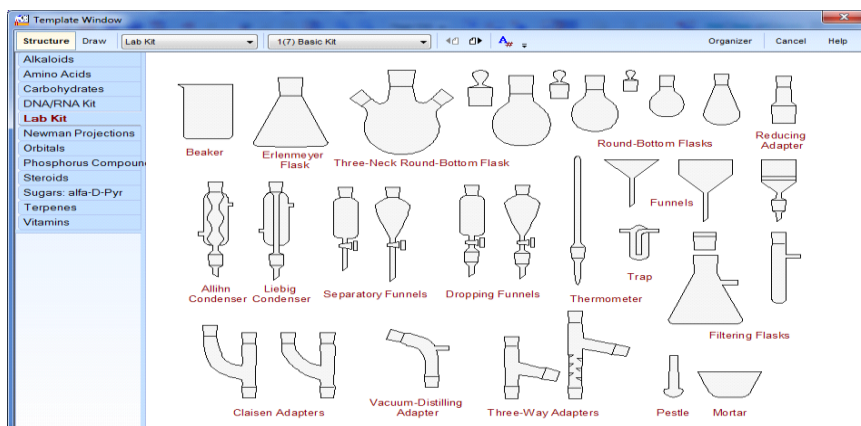 Template Window
Structure Draw Lab Kit 1(7) Basic Kit Organizer Cancel Help
Alkaloids
Amino Acids
Carbohydrates
DNA/RNA Kit
Lab Kit
Newman Projections
Orbitals
Phosphorus Compoun
Steroids
Sugars: alfa-D-Pyr
Terpenes
Vitamins
Beaker
Erlenmeyer
Flask
Three-Neck Round-Bottom Flask
Round-Bottom Flasks
Reducing
Adapter
Allihn
Condenser
Liebig
Condenser
Separatory Funnels
Dropping Funnels
Thermometer
Funnels
Trap
Filtering Flasks
Claisen Adapters
Vacuum-Distilling
Adapter
Three-Way Adapters
Pestle
Mortar